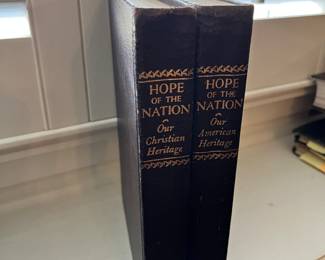 HOPE
OF THE
NATION
Our
Christian
Heritage
HOPE
OF THE
NATION
Our
American
Heritage